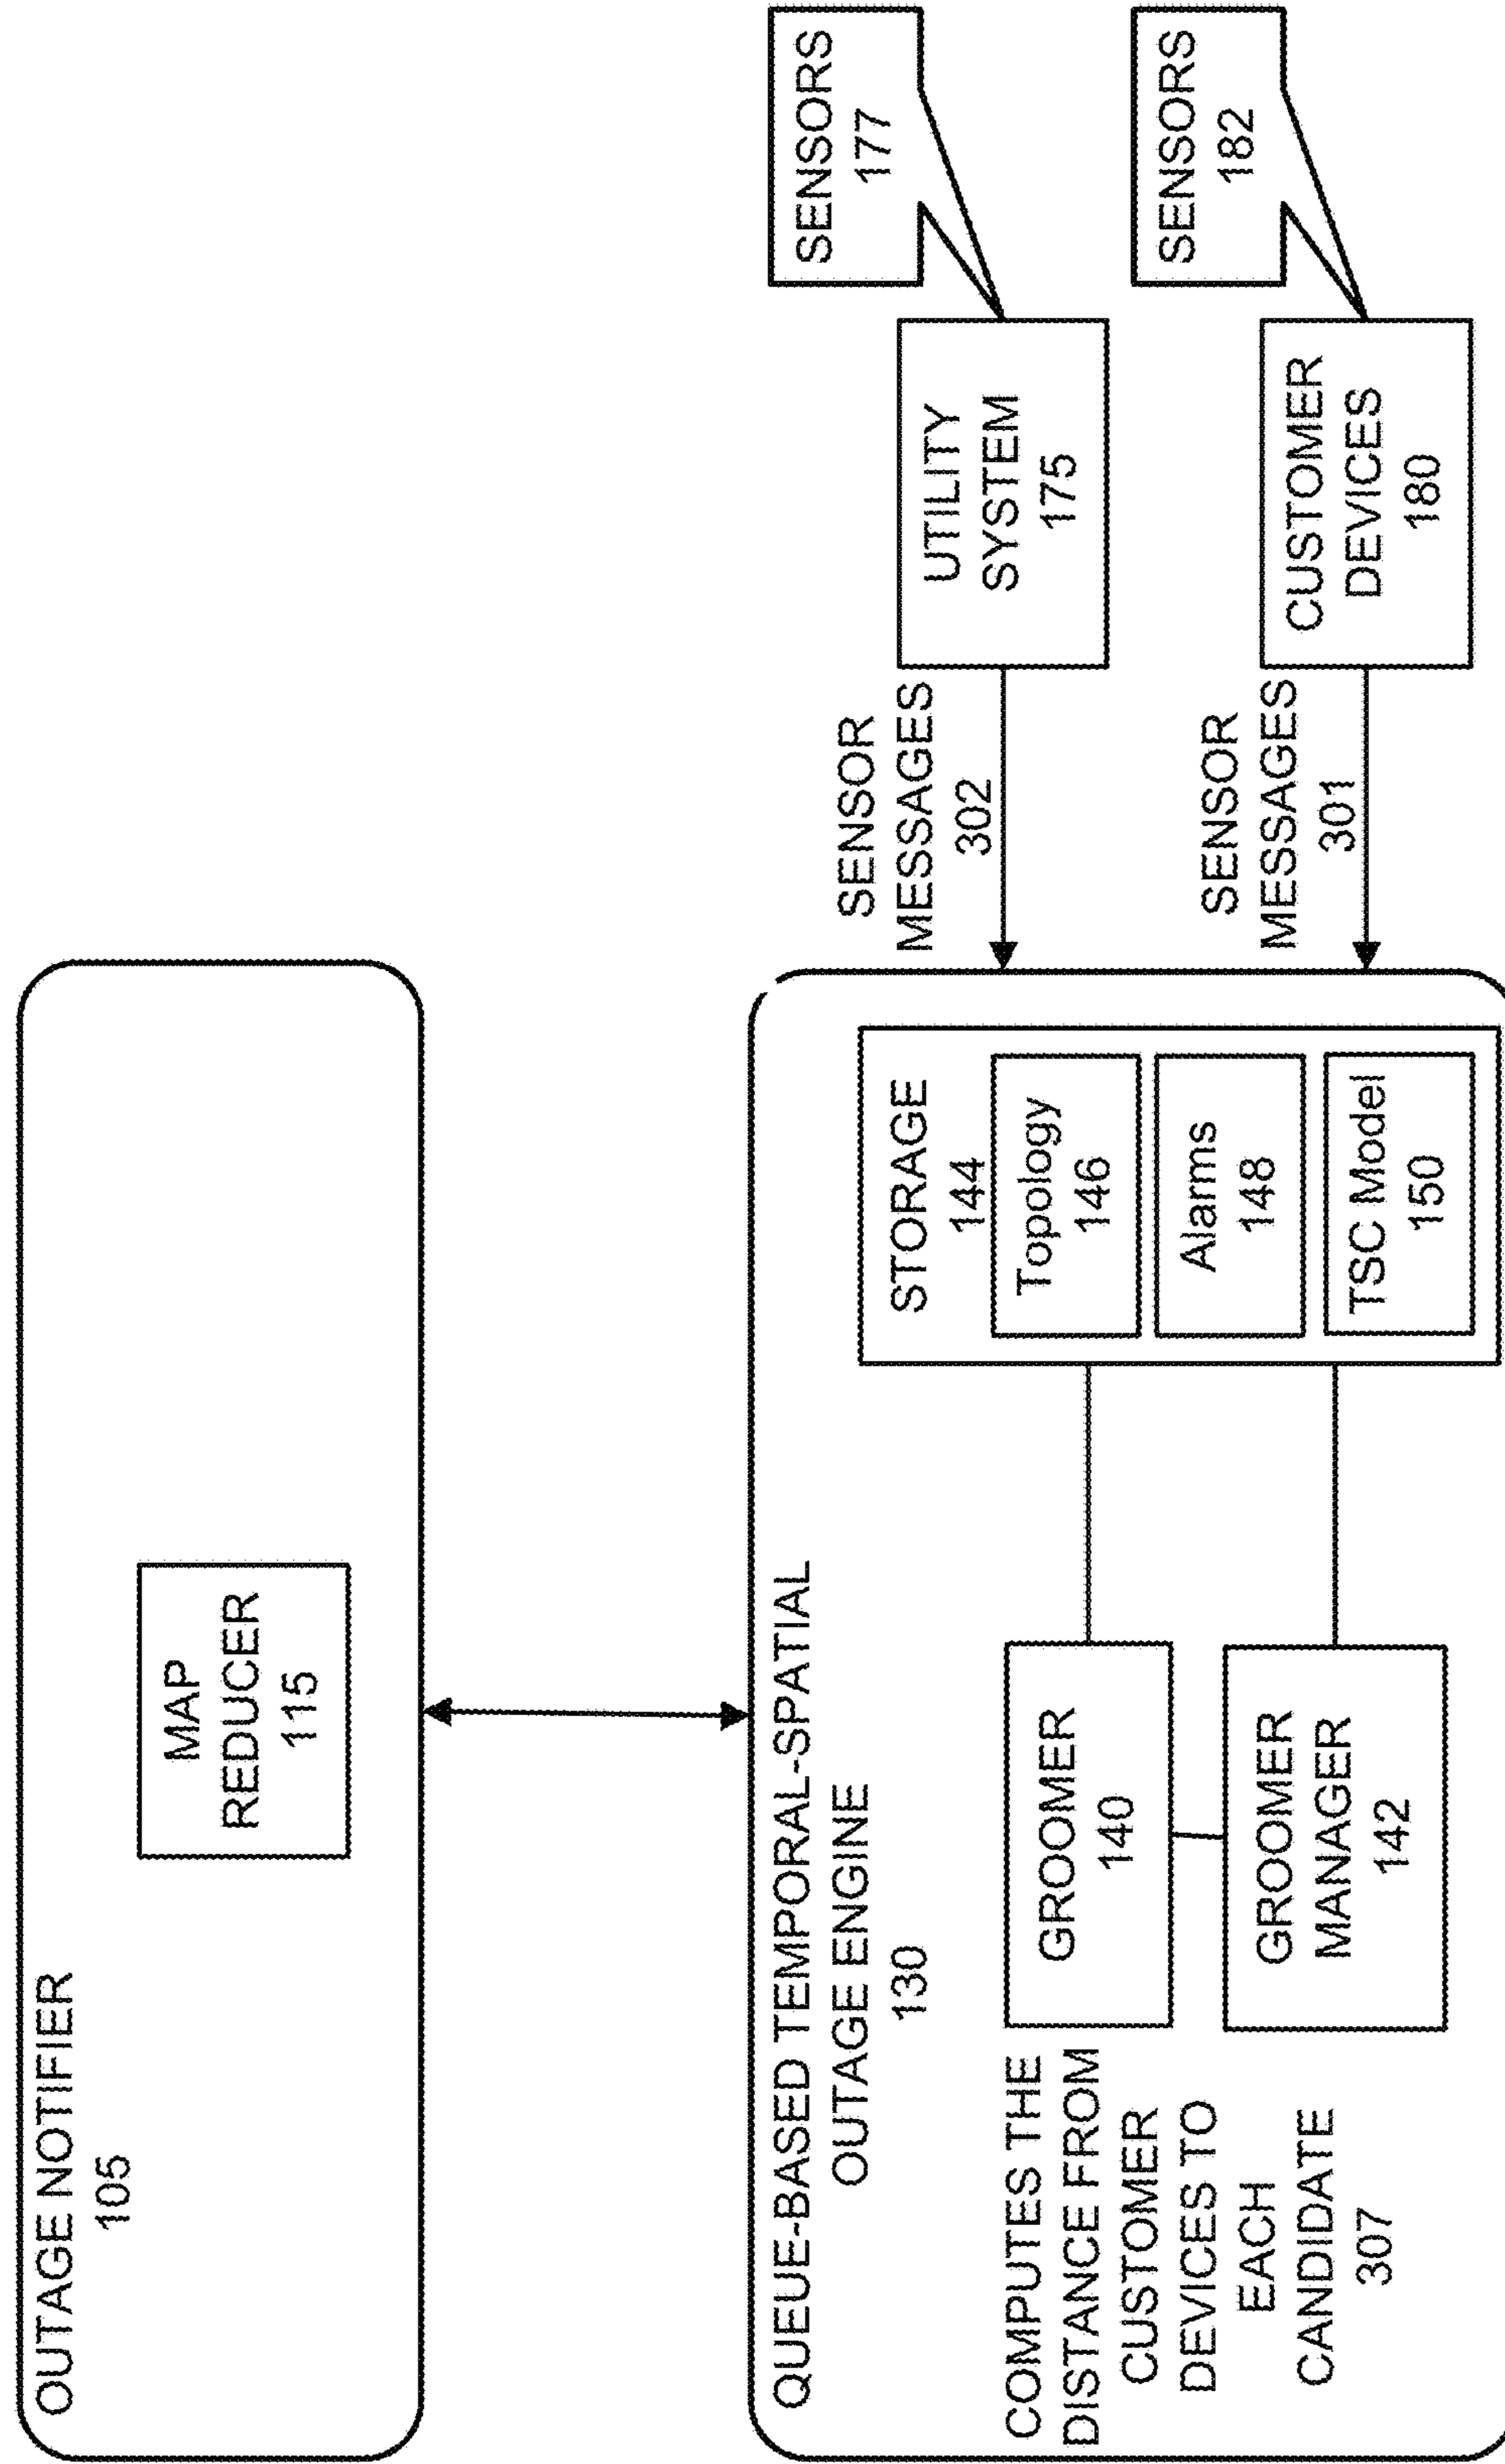 OUTAGE NOTIFIER
105
MAP
REDUCER
115
QUEUE-BASED TEMPORAL-SPATIAL
OUTAGE ENGINE
130
COMPUTES THE
DISTANCE FROM
CUSTOMER
DEVICES TO
EACH
CANDIDATE
307
GROOMER
140
GROOMER
MANAGER
142
STORAGE
144
Topology
146
Alarms
148
TSC Model
150
SENSOR
MESSAGES
302
SENSOR
MESSAGES
301
UTILITY
SYSTEM
175
CUSTOMER
DEVICES
180
SENSORS
177
SENSORS
182